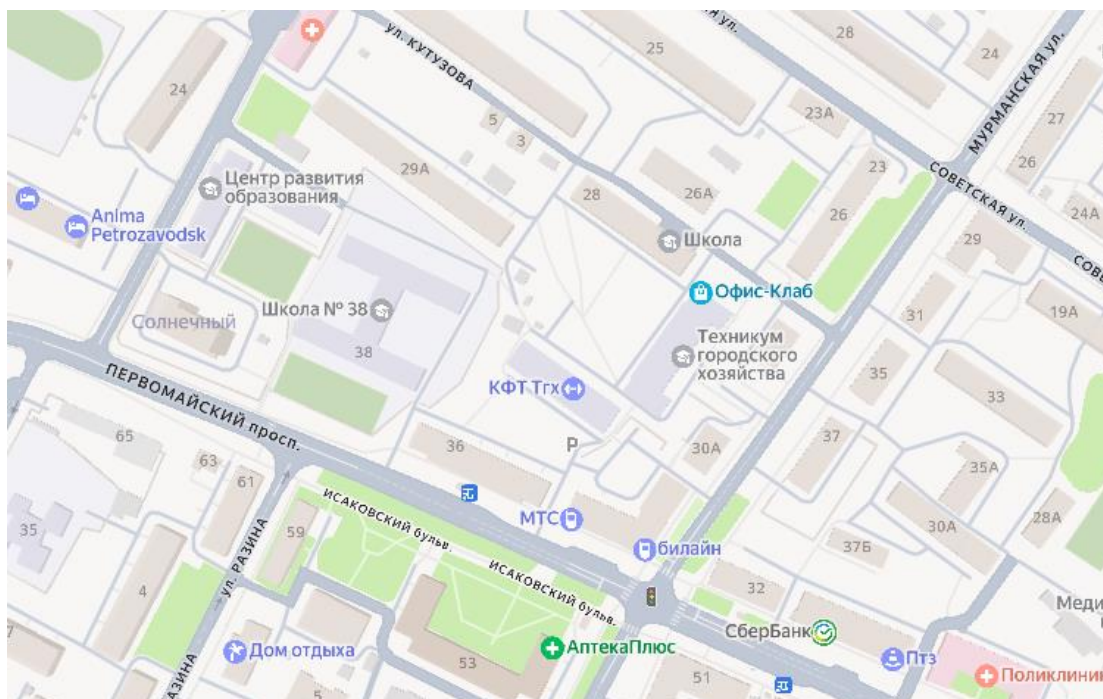 ул. КУТУЗОВА
28
24
25
МУРМАНСКАЯ ул.
24
5
3
23А
27
29А
23
26
Центр развития
образования
28
26А
СОВЕТСКАЯ ул.
24А
26
AnIma
Petrozavodsk
Школа
29
Офис-Клаб
Школа № 38
31
19А
Солнечный
Техникум
городского
хозяйства
38
35
ПЕРВОМАЙСКИЙ просп.
КФТ Тгх
33
65
36
P
30А
37
63
61
35А
ИСАКОВСКИЙ бульв.
МТС
30А
28А
35
59
билайн
37Б
ул. РАЗИНА
ИСАКОВСКИЙ бульв.
4
32
СберБанк
Дом отдыха
53
АптекаПлюс
Птз
51
5
Поликлиник